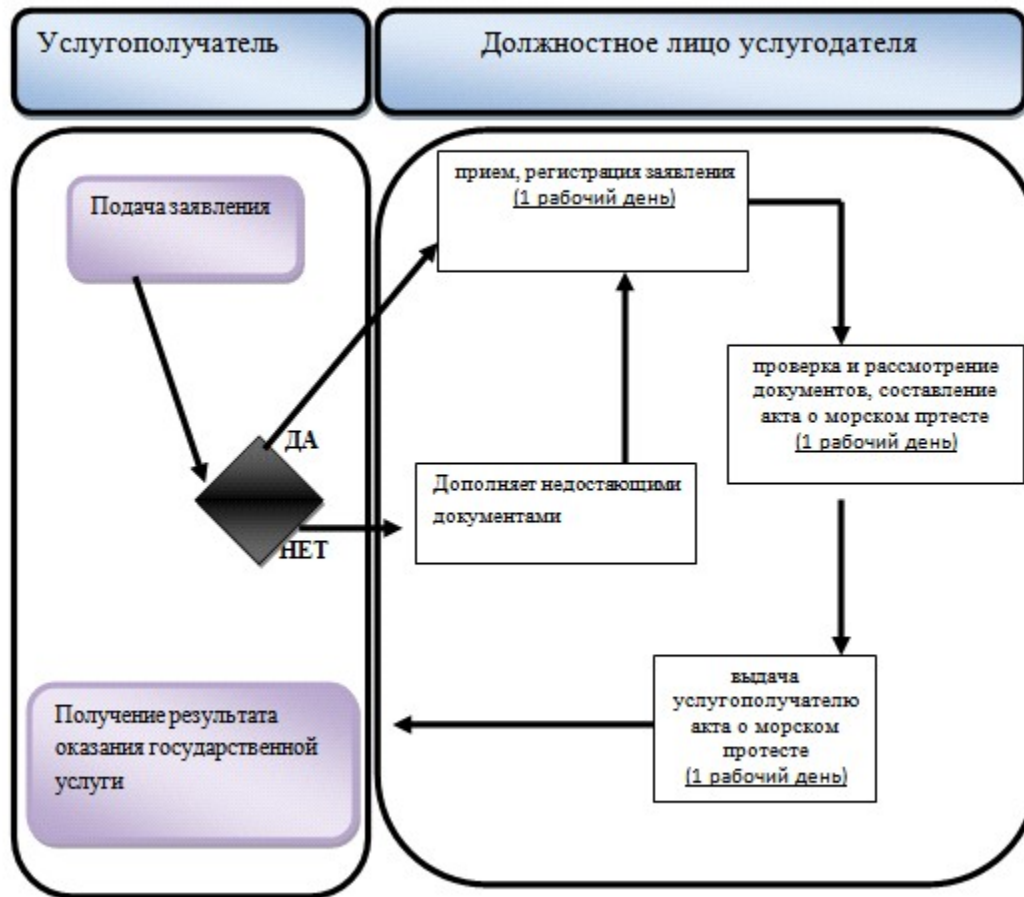 Услугополучатель
Должностное лицо услугодателя
Подача заявления
прием, регистрация заявления
(1 рабочий день)
проверка и рассмотрение
документов, составление
акта о морском пртесте
(1 рабочий день)
ДА
НЕТ
Дополняет недостающими
документами
выдача
услугополучателю
акта о морском
протесте
(1 рабочий день)
Получение результата
оказания государственной
услуги